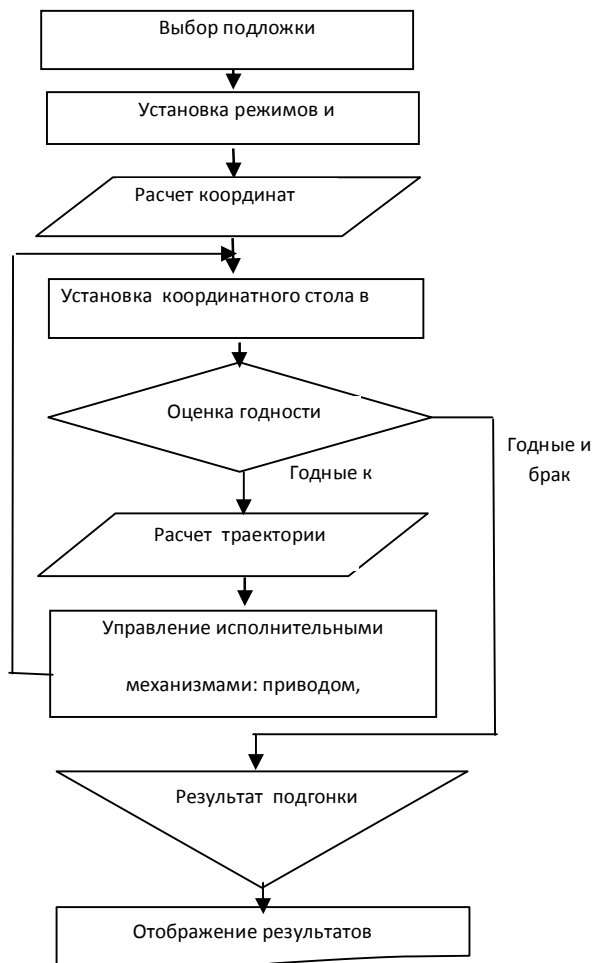 Выбор подложки
Установка режимов и
Расчет координат
Установка координатного стола в
Оценка годности
Годные и
брак
Годные к
Расчет траектории
Управление исполнительными
механизмами: приводом,
Результат подгонки
Отображение результатов